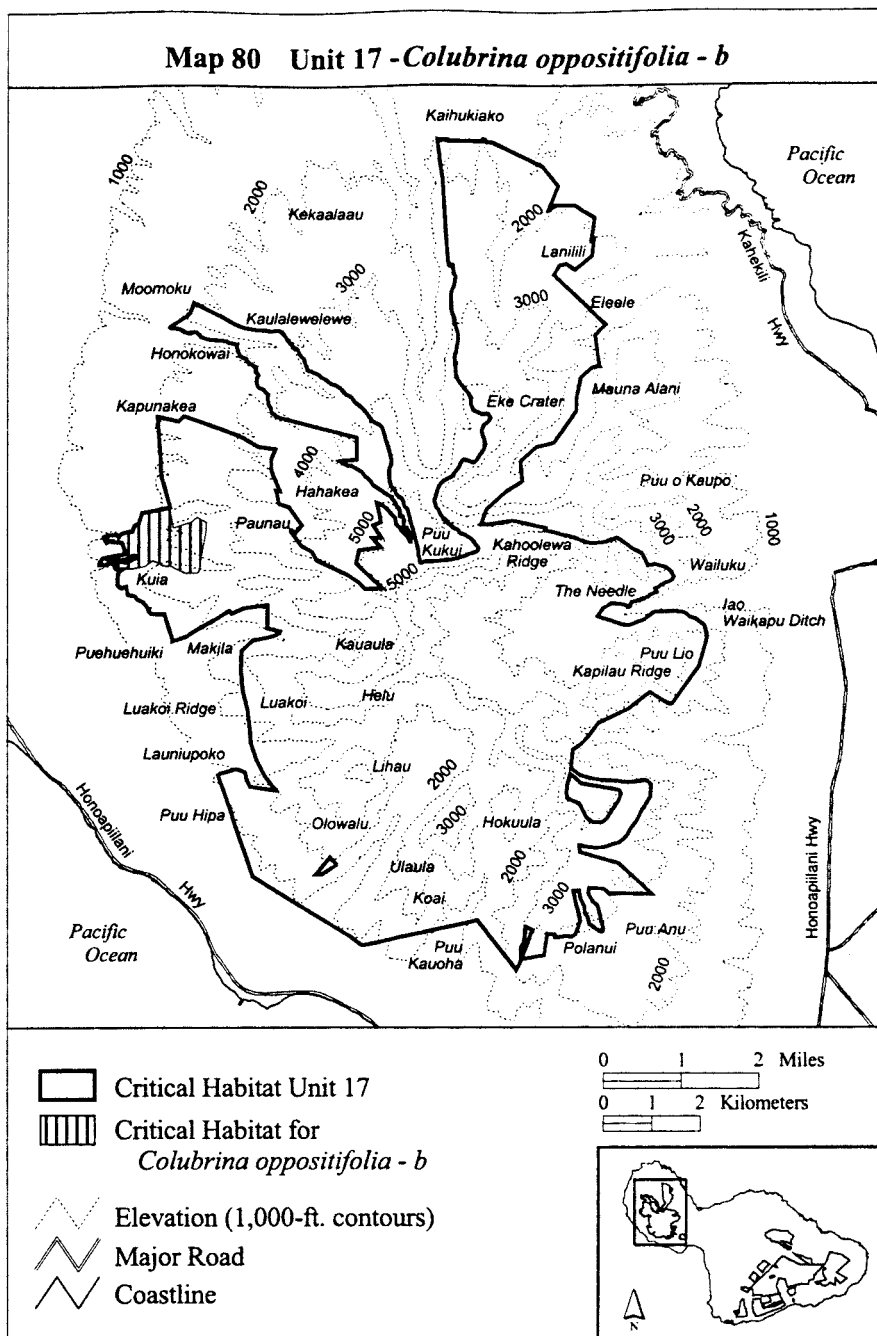 Map 80 Unit 17 - Colubrina oppositifolia - b
Kaihukiako
Pacific
Ocean
1000
2000
Kekaalaau
2000
Lanilili
Kahekili
Hwy
3000
3000
Eleele
Moomoku
Kaulalewelewe
Honokowai
Kapunakea
Eke Crater
Mauna Alani
4000
Hahakea
Puu o Kaupo
Paunau
5000
Puu
Kukui
Kahoolewa
Ridge
3000
2000
1000
Wailuku
5000
Kuia
The Needle
Iao
Waikapu Ditch
Puehuehuiki
Makila
Kauaula
Puu Lio
Kapilau Ridge
Luakoi Ridge
Luakoi
Helu
Launiupoko
Lihau
2000
Honoapiilani
Hwy
Puu Hipa
Olowalu
3000
Hokuula
Ulaula
2000
Koai
3000
Honoapiilani Hwy
Pacific
Ocean
Puu
Kauoha
Polanui
Puu Anu
2000
Critical Habitat Unit 17
Critical Habitat for
Colubrina oppositifolia - b
Elevation (1,000-ft. contours)
Major Road
Coastline
0 1 2 Miles
0 1 2 Kilometers
N